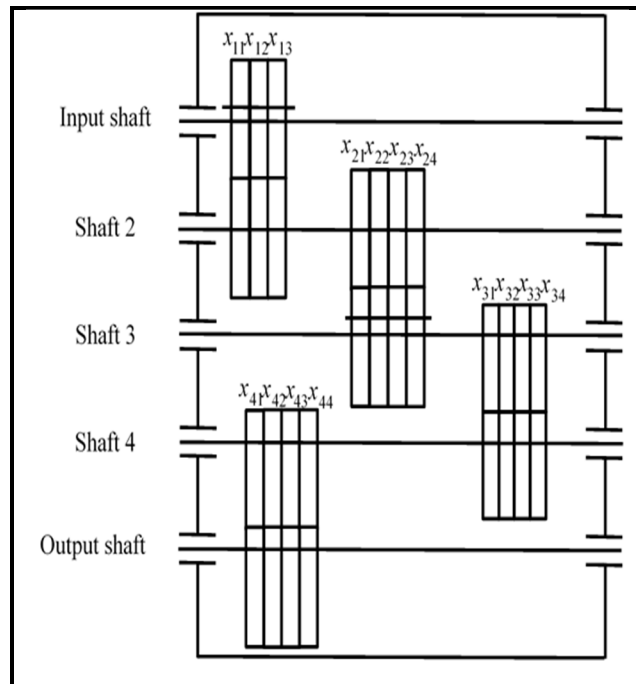 x11x12x13
Input shaft
x21x22x23x24
Shaft 2
x31x32x33x34
Shaft 3
x41x42x43x44
Shaft 4
Output shaft